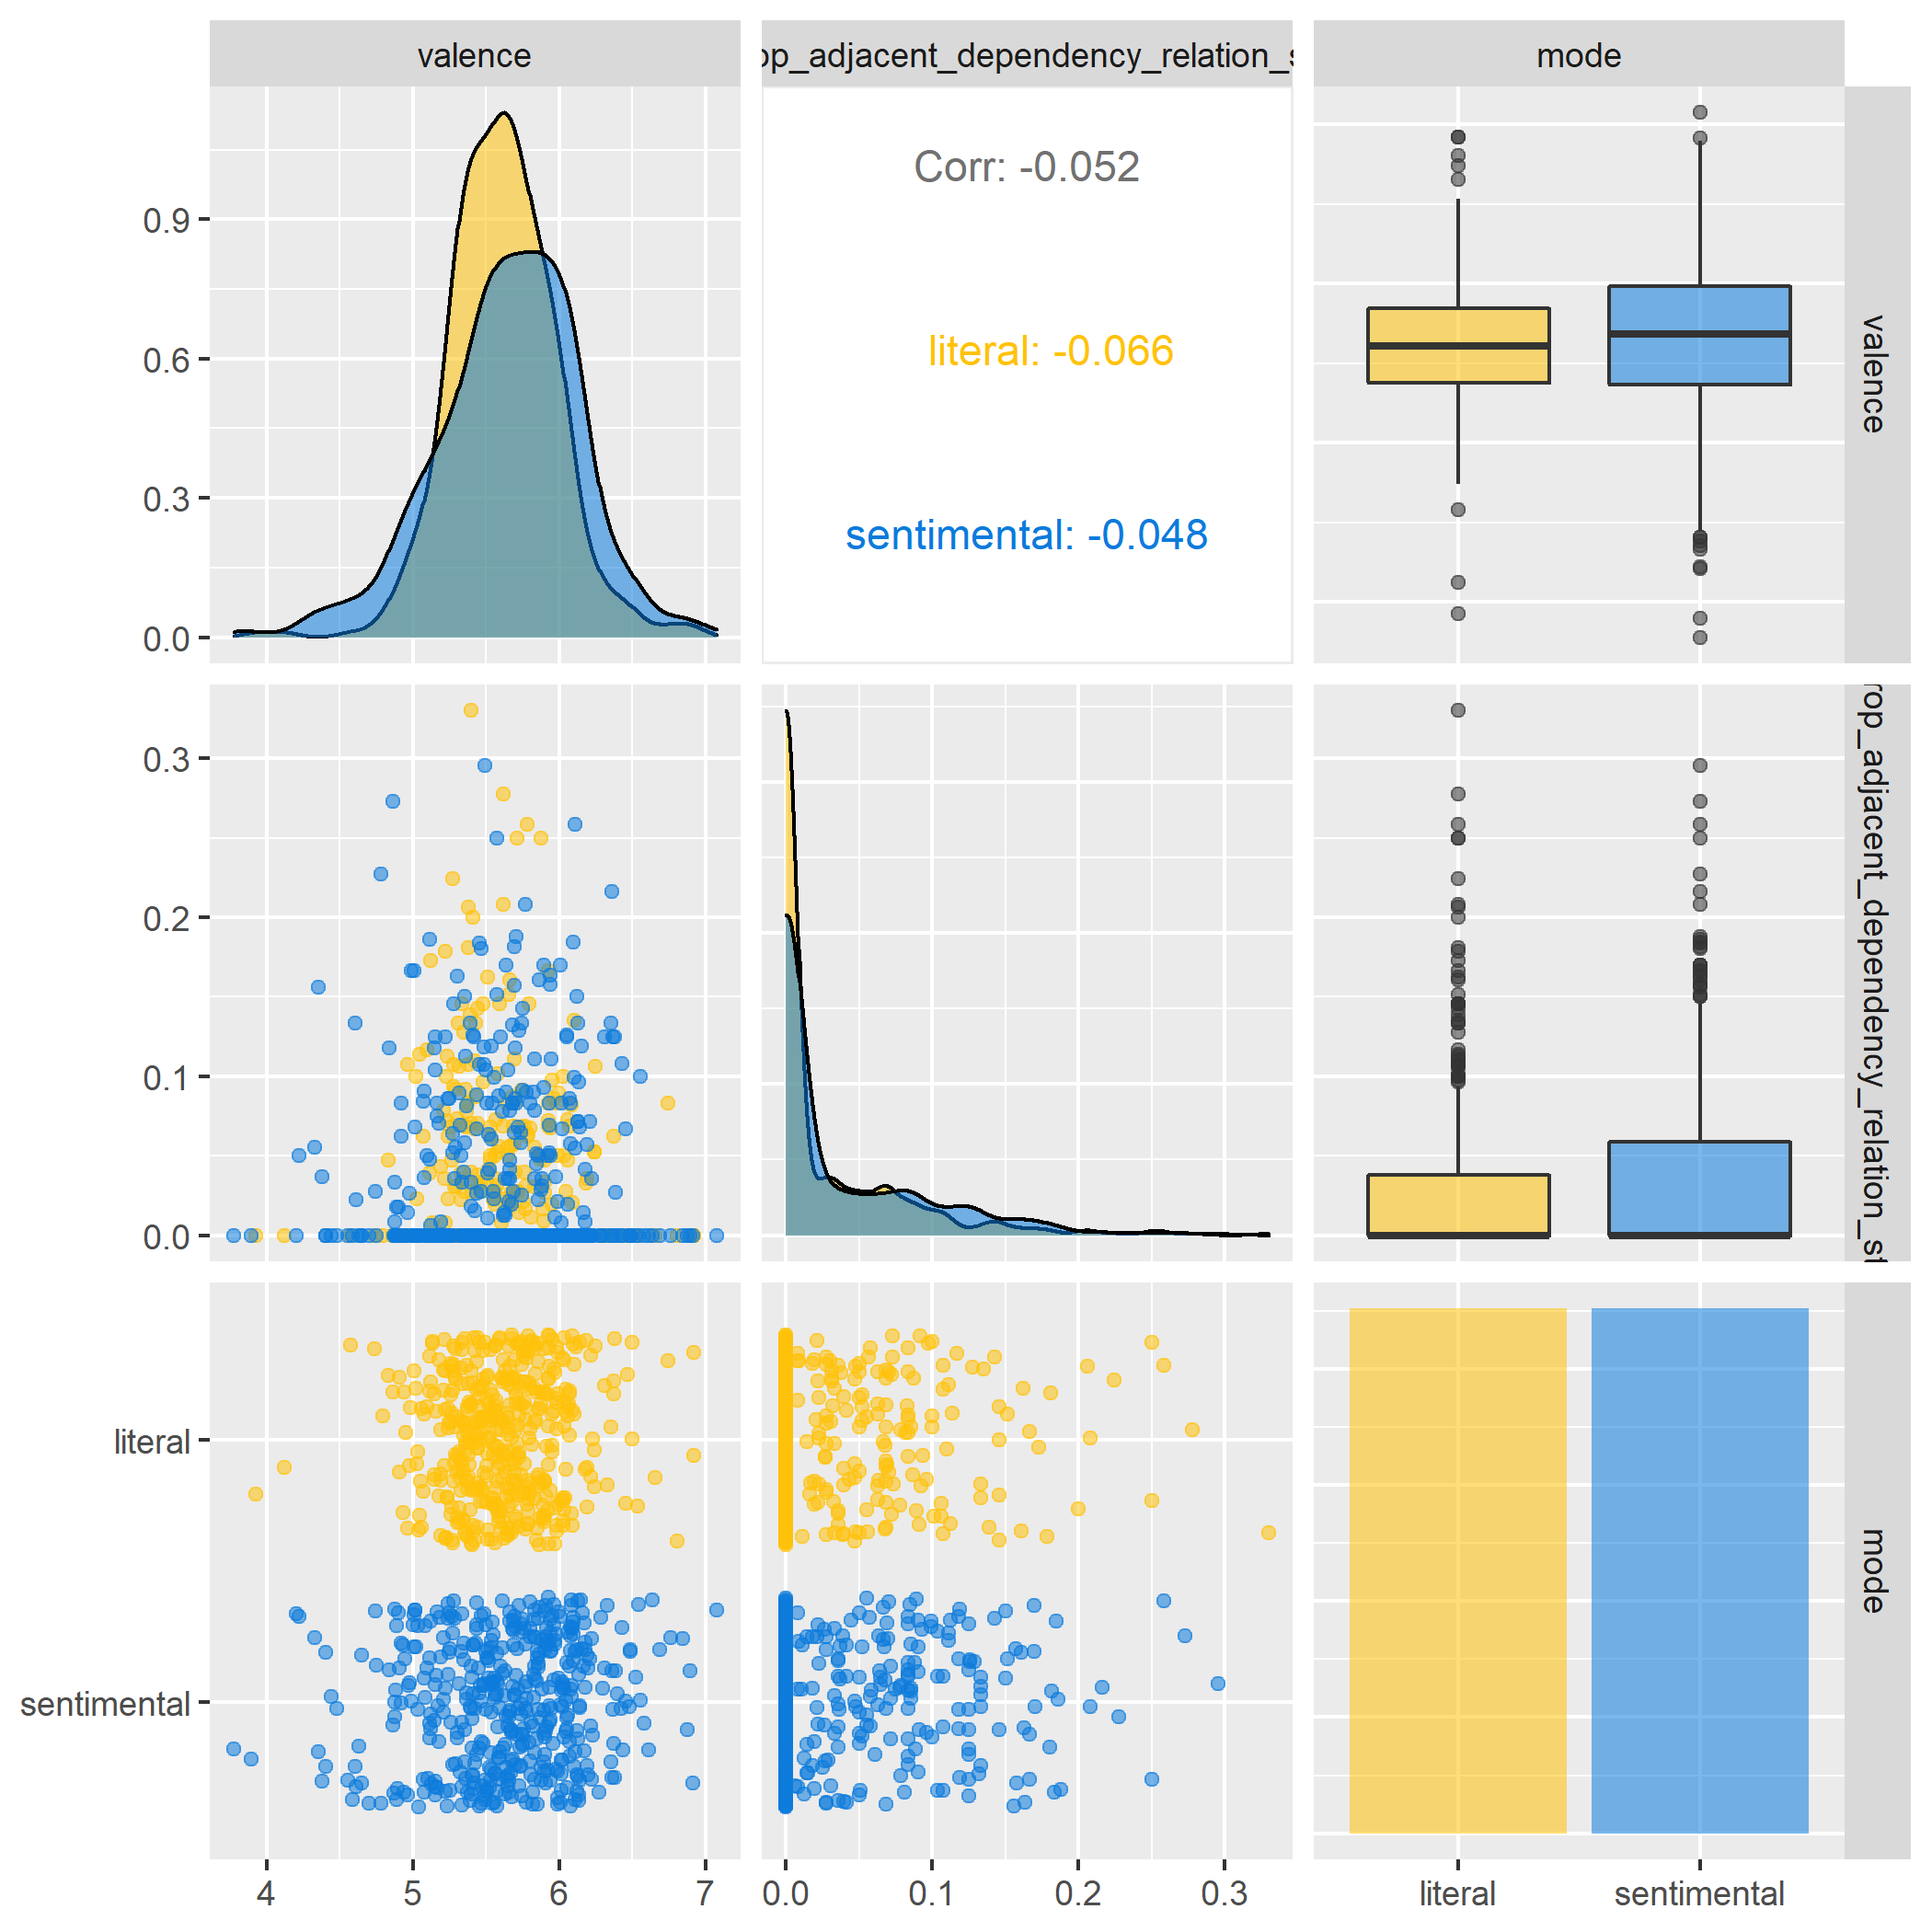 valence
op_adjacent_dependency_relation_s
mode
0.9
0.6
0.3
0.0
Corr: -0.052
literal: -0.066
sentimental: -0.048
valence
0.3
0.2
0.1
0.0
rop_adjacent_dependency_relation_st
literal
sentimental
mode
4 5 6 7
0.0 0.1 0.2 0.3
literal sentimental